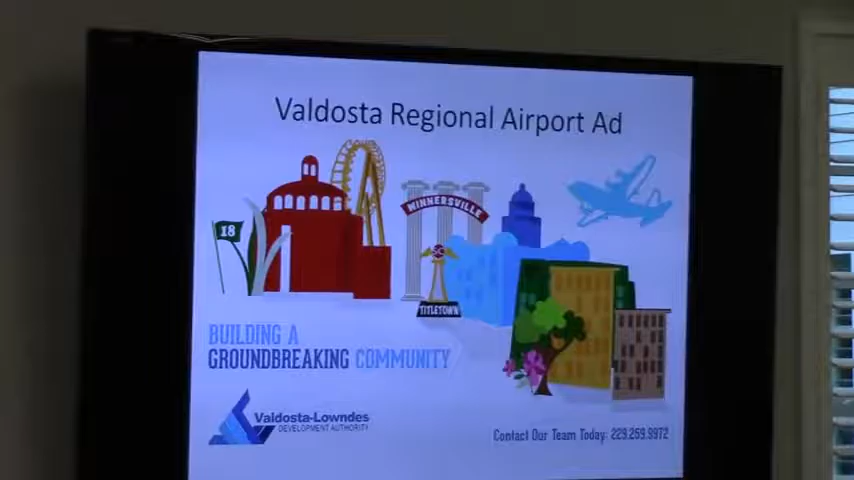 Valdosta Regional Airport Ad
18
WINNERSVILLE
TITLETOWN
BUILDING A
GROUNDBREAKING COMMUNITY
Valdosta-Lowndes
DEVELOPMENT AUTHORITY
Contact Our Team Today: 229.259.9972